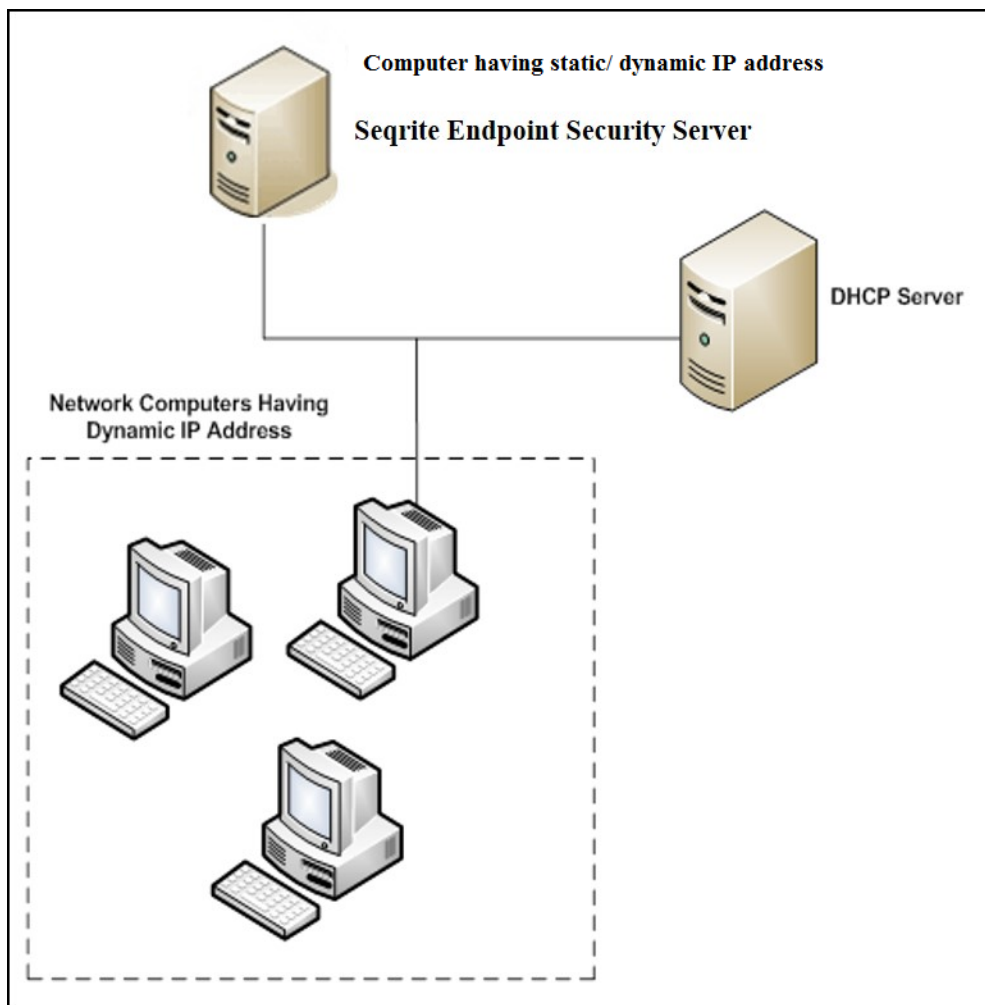 Computer having static/ dynamic IP address
Seqrite Endpoint Security Server
DHCP Server
Network Computers Having
Dynamic IP Address